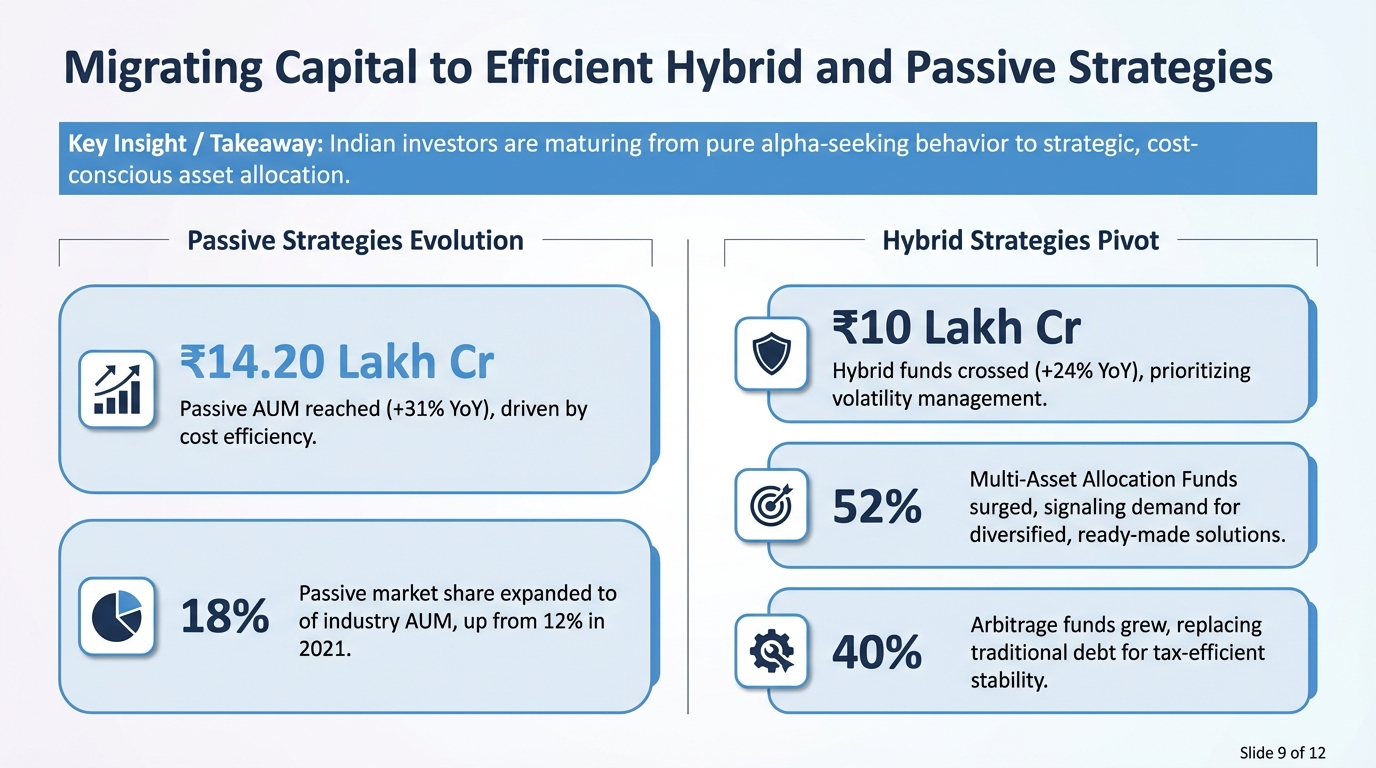 Migrating Capital to Efficient Hybrid and Passive Strategies
Key Insight / Takeaway: Indian investors are maturing from pure alpha-seeking behavior to strategic, cost-
conscious asset allocation.
Passive Strategies Evolution
₹14.20 Lakh Cr
Passive AUM reached (+31% YoY), driven by
cost efficiency.
18%
Passive market share expanded to
of industry AUM, up from 12% in
2021.
Hybrid Strategies Pivot
₹10 Lakh Cr
Hybrid funds crossed (+24% YoY), prioritizing
volatility management.
52%
Multi-Asset Allocation Funds
surged, signaling demand for
diversified, ready-made solutions.
40%
Arbitrage funds grew, replacing
traditional debt for tax-efficient
stability.
Slide 9 of 12